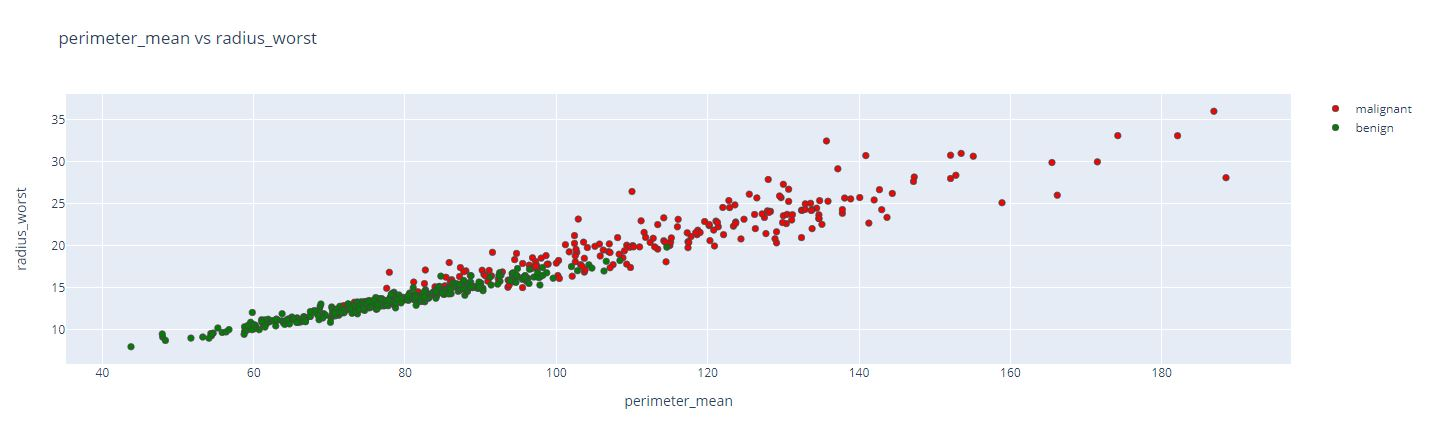 perimeter_mean vs radius_worst
malignant
benign
radius_worst
35
30
25
20
15
10
40 60 80 100 120 140 160 180
perimeter_mean